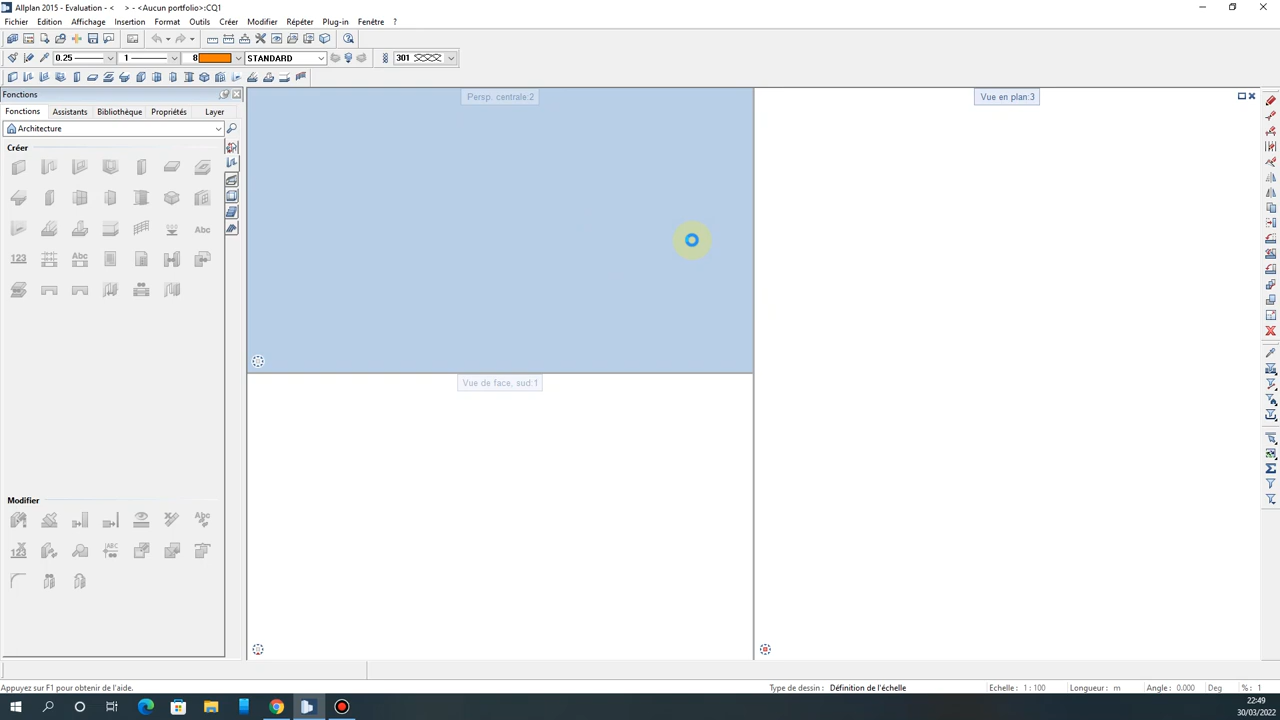 Allplan 2015 - Evaluation - < > - <Aucun portfolio>:CQ1
Fichier Edition Affichage Insertion Format Outils Créer Modifier Répéter Plug-in Fenêtre ?
0.25 1 8 STANDARD 301
Fonctions
Fonctions Assistants Bibliothèque Propriétés Layer
Architecture
Créer
Abc
123 Abc
Modifier
Abc
123 ABC
Persp. centrale:2
Vue de face, sud:1
Vue en plan:3
Appuyez sur F1 pour obtenir de l'aide. Type de dessin : Définition de l'échelle Echelle : 1 : 100 Longueur : m Angle : 0.000 Deg % : 1
22:49
30/03/2022
49